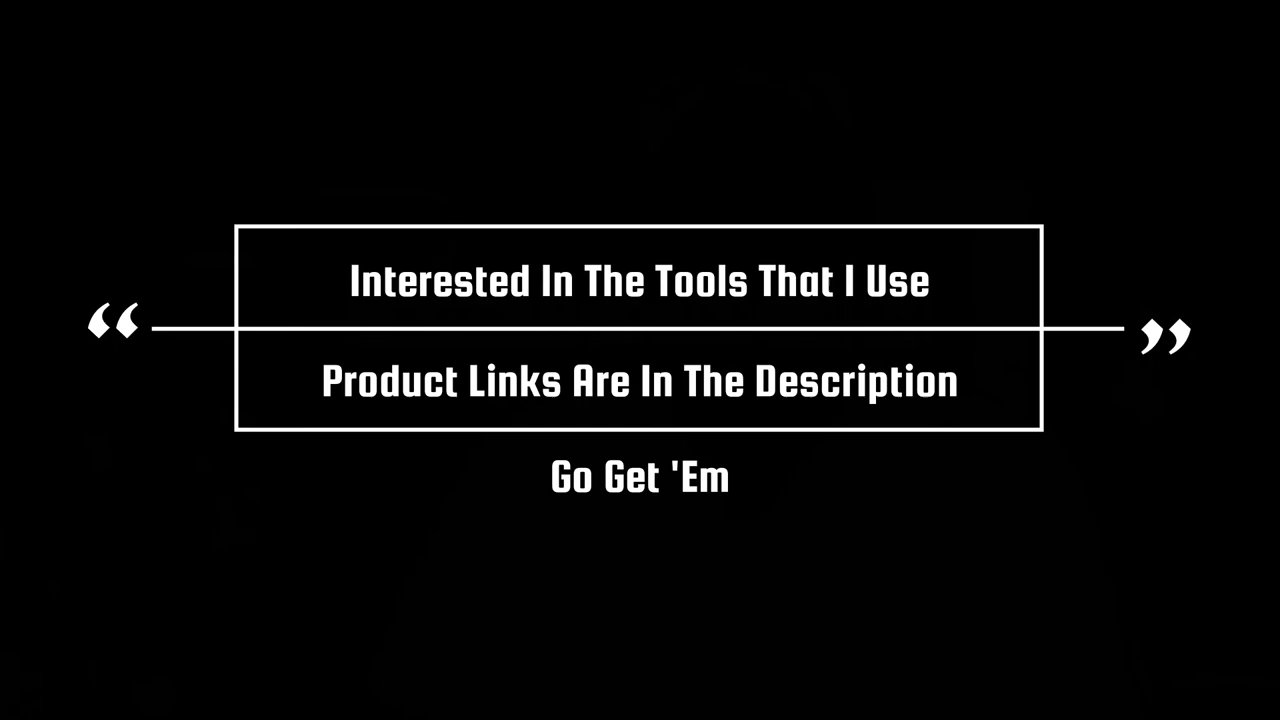 Interested In The Tools That I Use
“ ”
Product Links Are In The Description
Go Get 'Em